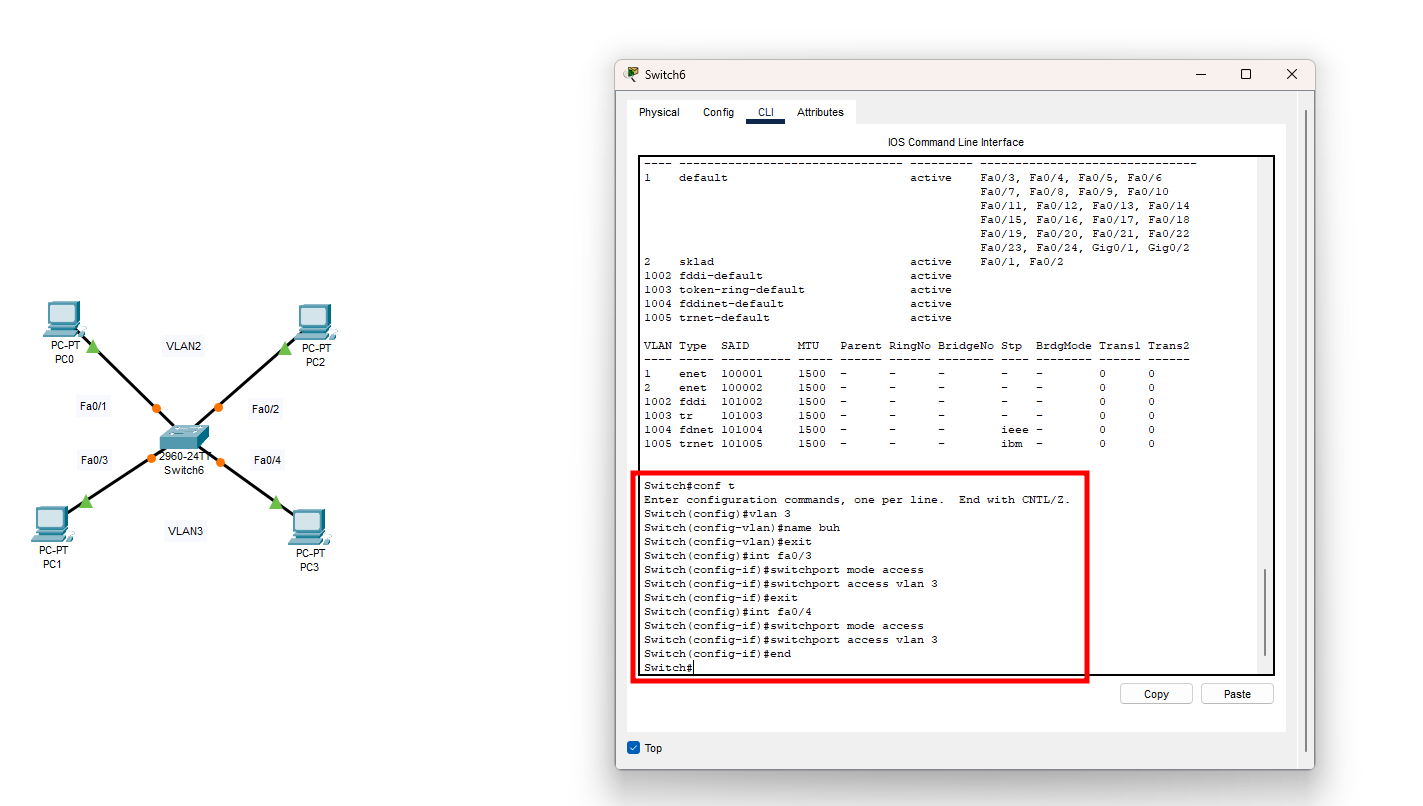 PC-PT
PC0
VLAN2
PC-PT
PC2
Fa0/1
Fa0/2
2960-24TT
Switch6
Fa0/3
Fa0/4
PC-PT
PC1
VLAN3
PC-PT
PC3
Switch6
Physical Config CLI Attributes
IOS Command Line Interface
---- -------------------------------- --------- -------------------------------
1 default active Fa0/3, Fa0/4, Fa0/5, Fa0/6
Fa0/7, Fa0/8, Fa0/9, Fa0/10
Fa0/11, Fa0/12, Fa0/13, Fa0/14
Fa0/15, Fa0/16, Fa0/17, Fa0/18
Fa0/19, Fa0/20, Fa0/21, Fa0/22
Fa0/23, Fa0/24, Gig0/1, Gig0/2
2 sklad active Fa0/1, Fa0/2
1002 fddi-default active
1003 token-ring-default active
1004 fddinet-default active
1005 trnet-default active
VLAN Type SAID MTU Parent RingNo BridgeNo Stp BrdgMode Trans1 Trans2
---- ----- ---------- ----- ------ ------ -------- ---- -------- ------ ------
1 enet 100001 1500 - - - - - 0 0
2 enet 100002 1500 - - - - - 0 0
1002 fddi 101002 1500 - - - - - 0 0
1003 tr 101003 1500 - - - - - 0 0
1004 fdnet 101004 1500 - - - ieee - 0 0
1005 trnet 101005 1500 - - - ibm - 0 0
Switch#conf t
Enter configuration commands, one per line. End with CNTL/Z.
Switch(config)#vlan 3
Switch(config-vlan)#name buh
Switch(config-vlan)#exit
Switch(config)#int fa0/3
Switch(config-if)#switchport mode access
Switch(config-if)#switchport access vlan 3
Switch(config-if)#exit
Switch(config)#int fa0/4
Switch(config-if)#switchport mode access
Switch(config-if)#switchport access vlan 3
Switch(config-if)#end
Switch#
Copy Paste
Top